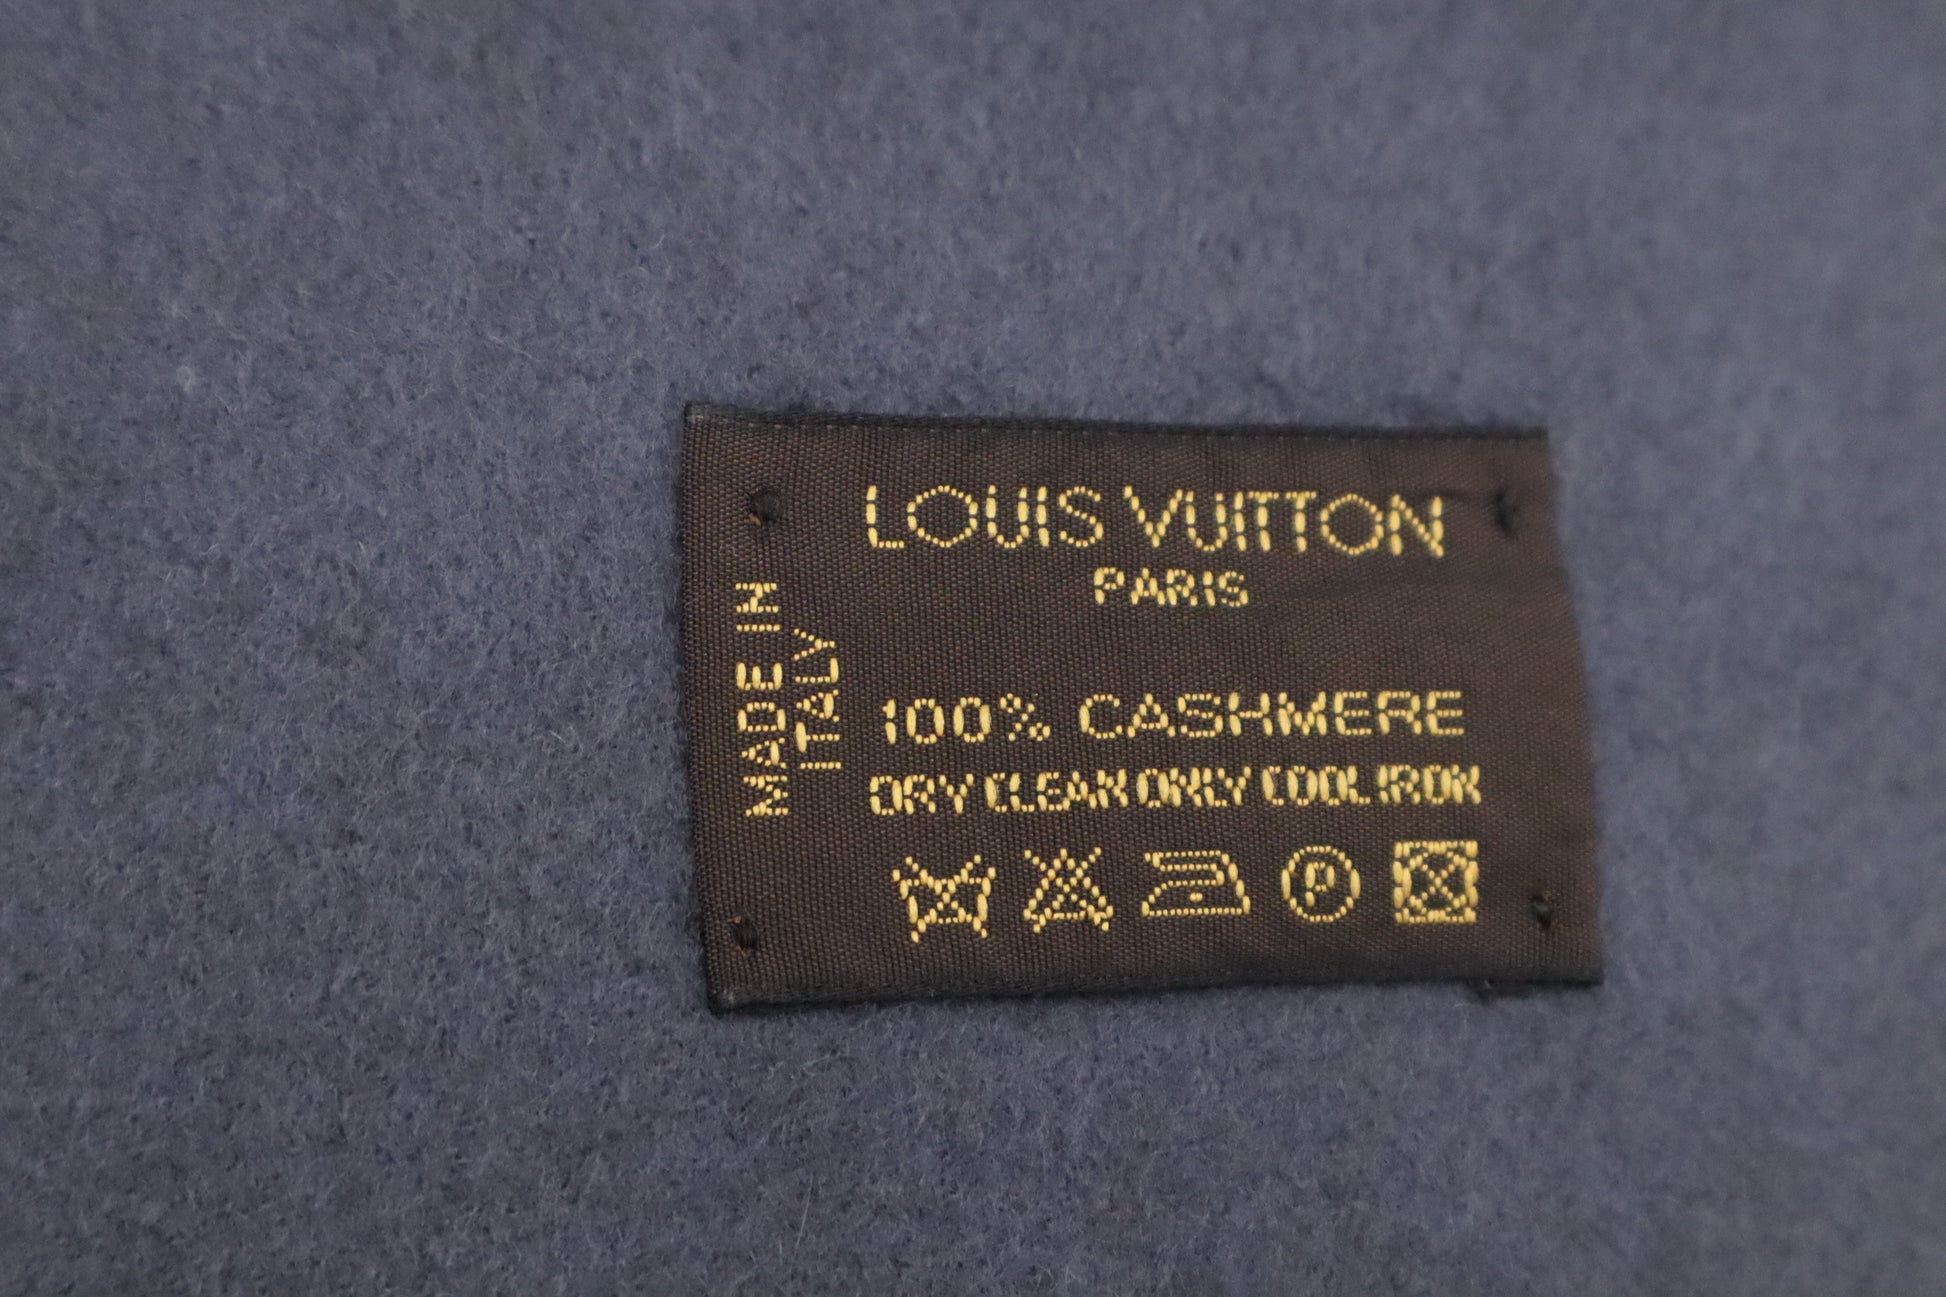 LOUIS VUITTON
PARIS
MADE IN
ITALY
100% CASHMERE
DRY CLEAN ONLY COOL IRON
P